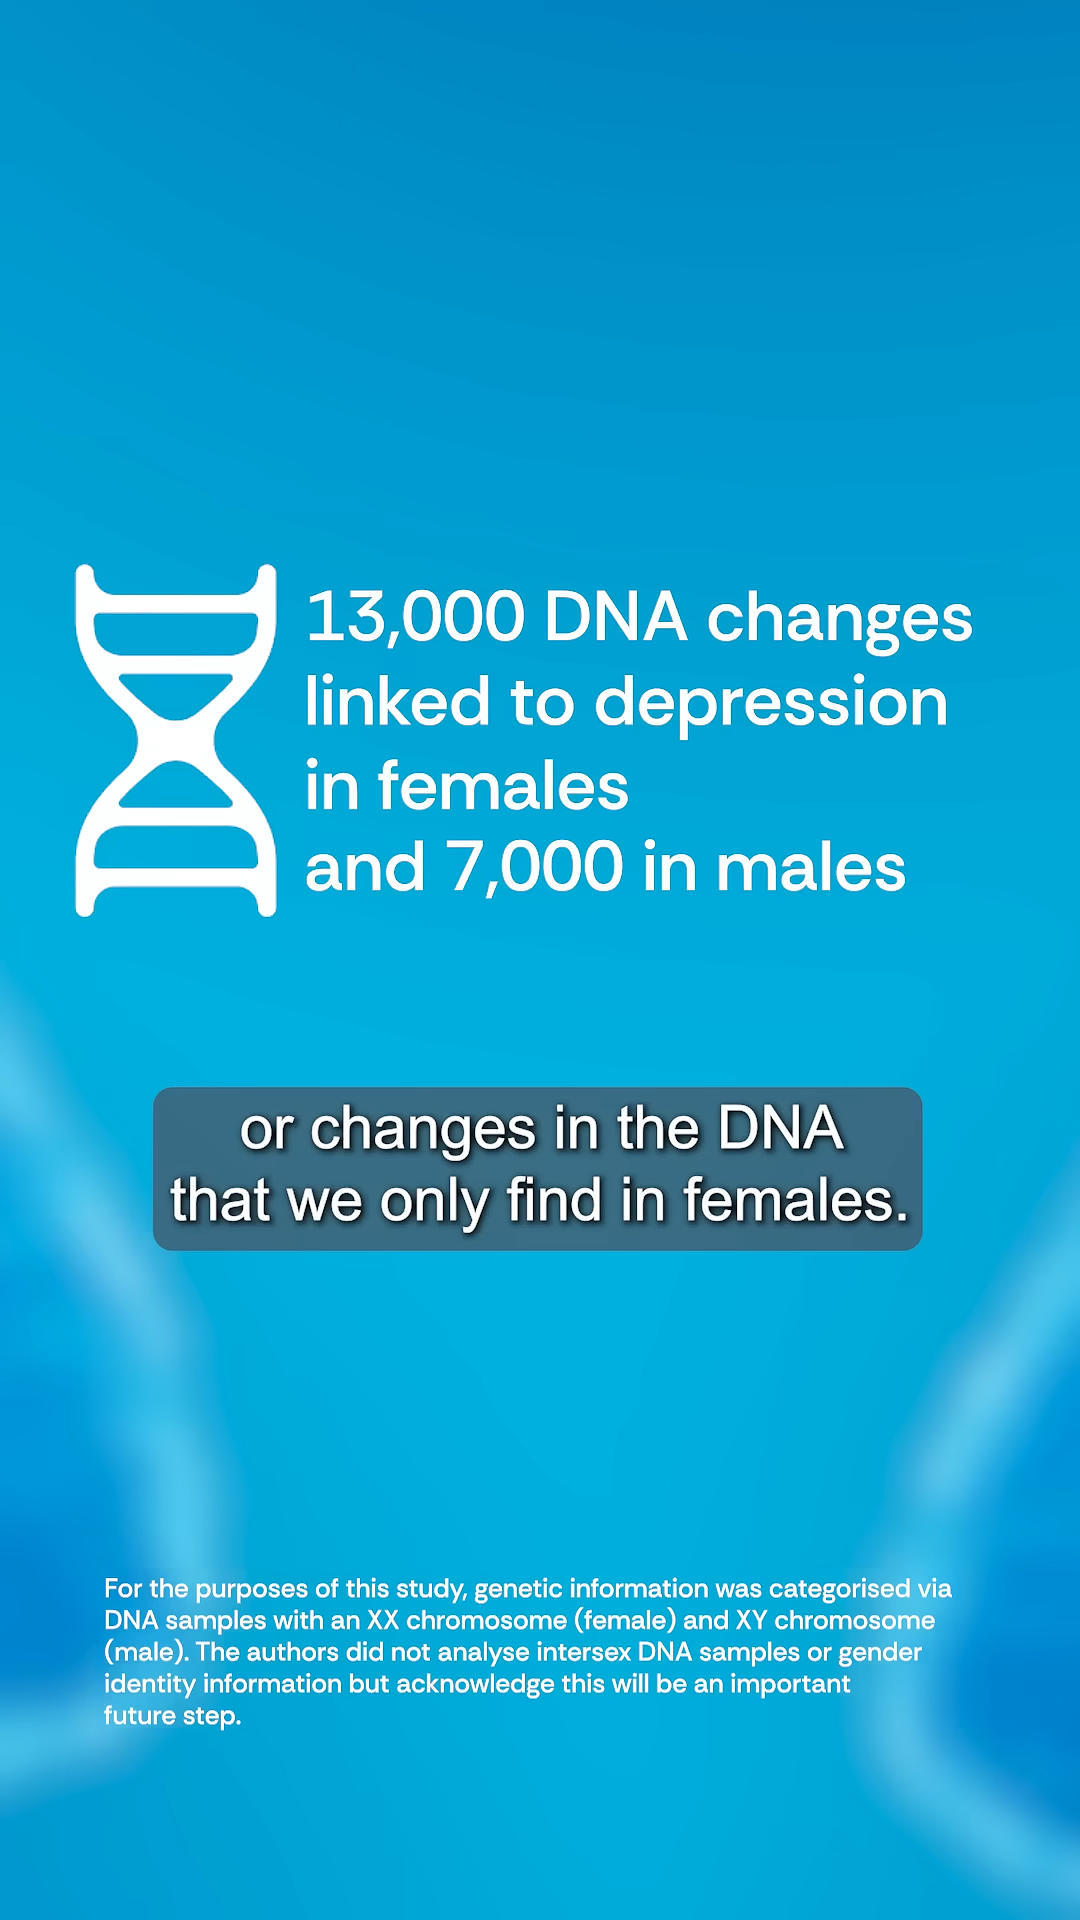 13,000 DNA changes
linked to depression
in females
and 7,000 in males
or changes in the DNA
that we only find in females.
For the purposes of this study, genetic information was categorised via
DNA samples with an XX chromosome (female) and XY chromosome
(male). The authors did not analyse intersex DNA samples or gender
identity information but acknowledge this will be an important
future step.